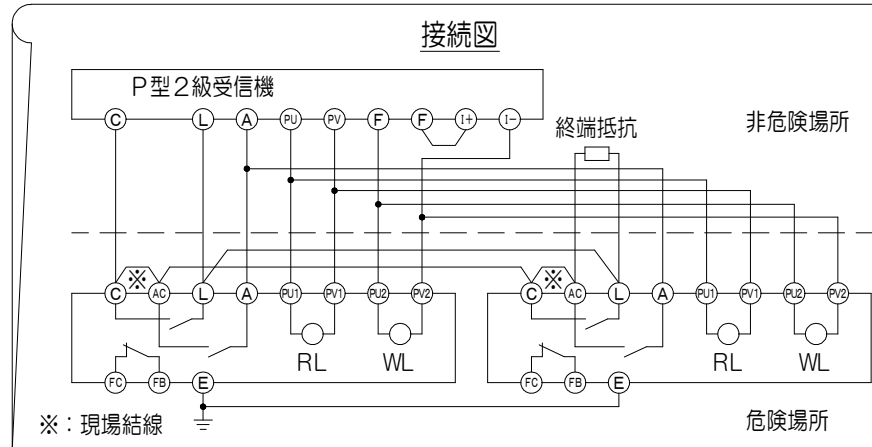 接続図
P型2級受信機
C L A PU PV F F I+ I-
終端抵抗
非危険場所
※ ※
C AC L A PU1 PV1 PU2 PV2 C AC L A PU1 PV1 PU2 PV2
RL WL RL WL
FC FB E FC FB E
※：現場結線
危険場所